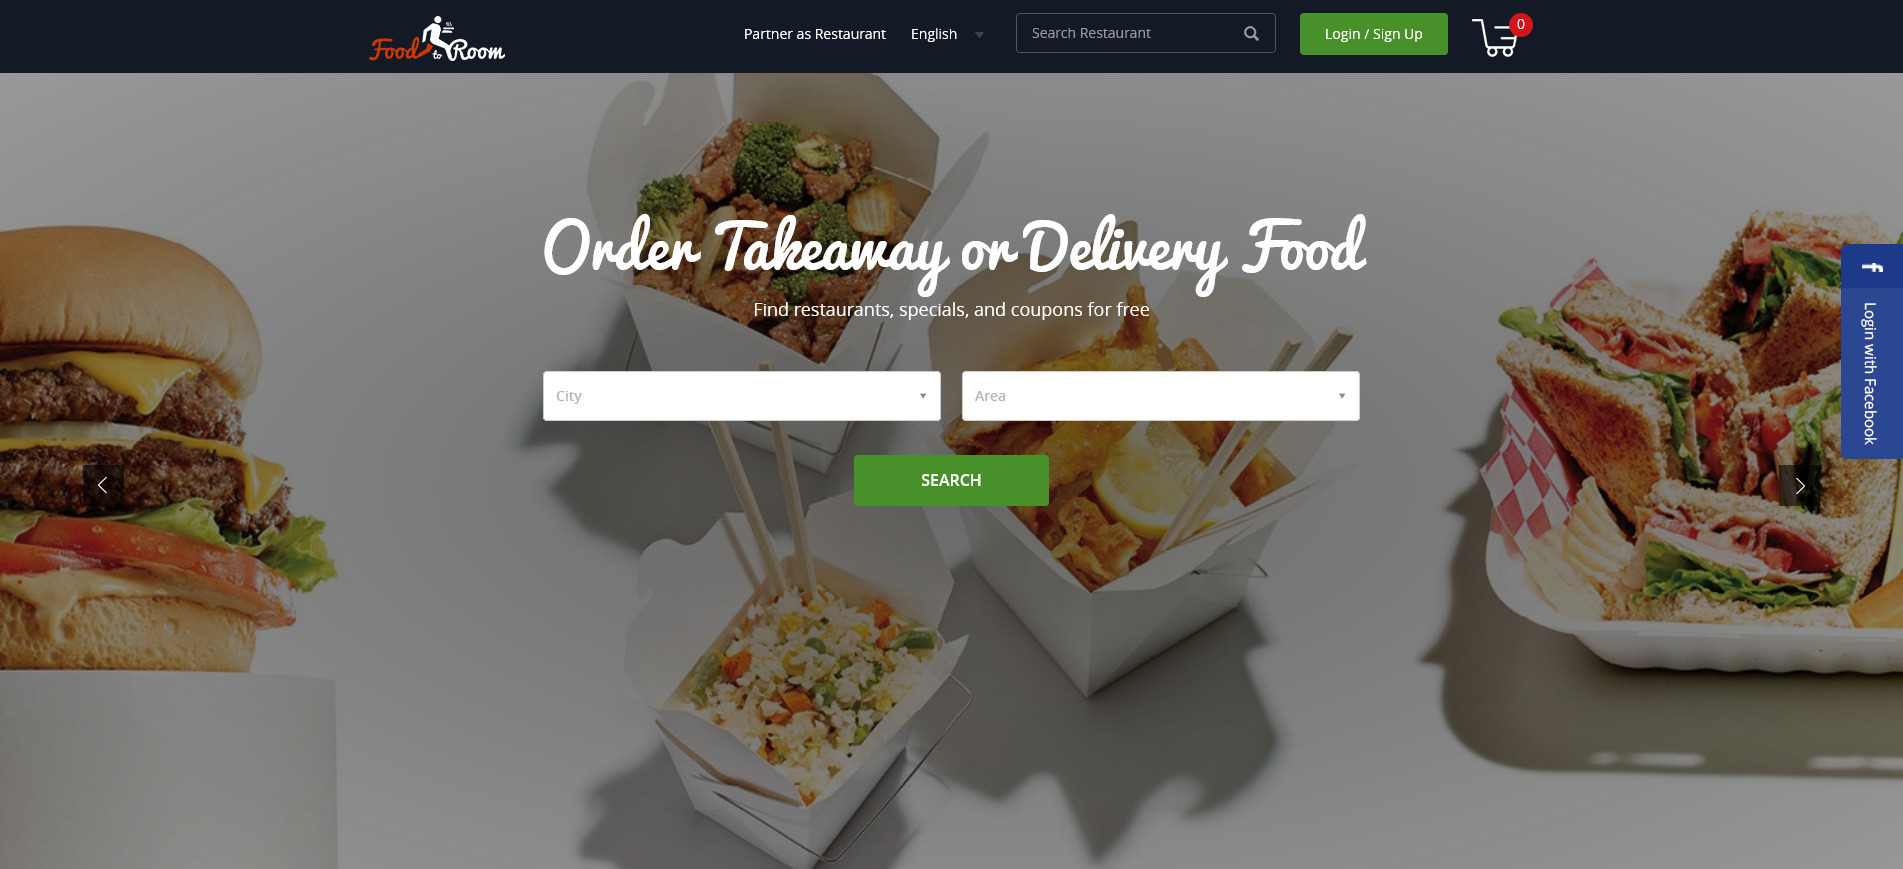 Food to Room
Partner as Restaurant
English
Search Restaurant
Login / Sign Up
0
Order Takeaway or Delivery Food
Find restaurants, specials, and coupons for free
City
Area
SEARCH
f
Login with Facebook